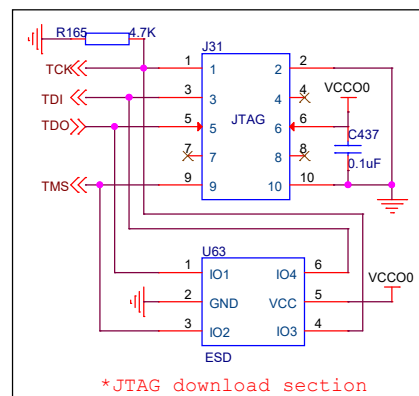 R165 4.7K
J31
TCK 1 1 2 2
VCCO0
TDI 3 3 4 4
TDO 5 5 6 6
JTAG
C437
7 7 8 8
0.1uF
TMS 9 9 10 10
U63
1 IO1 IO4 6
VCCO0
2 GND VCC 5
3 IO2 IO3 4
ESD
*JTAG download section